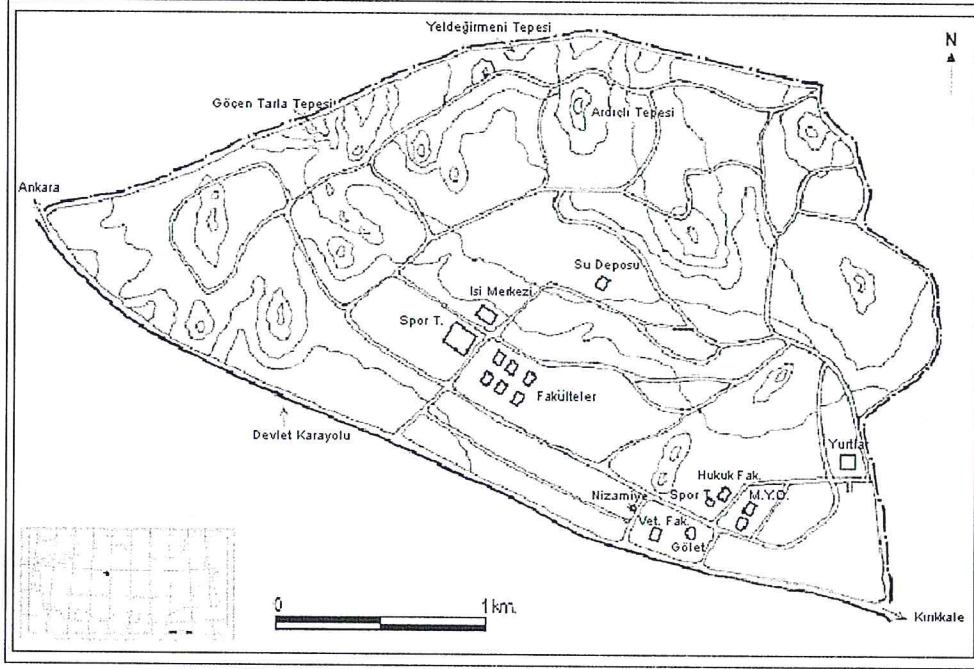 Yeldeğirmeni Tepesi
N
Göçen Tarla Tepesi
Ardıçlı Tepesi
Ankara
Su Deposu
Isi Merkezi
Spor T.
Fakülteler
Devlet Karayolu
Yurtlar
Hukuk Fak.
Nizamiye
Spor T.
M.Y.O.
Vet. Fak.
Gölet
0 1 km.
Kırıkkale